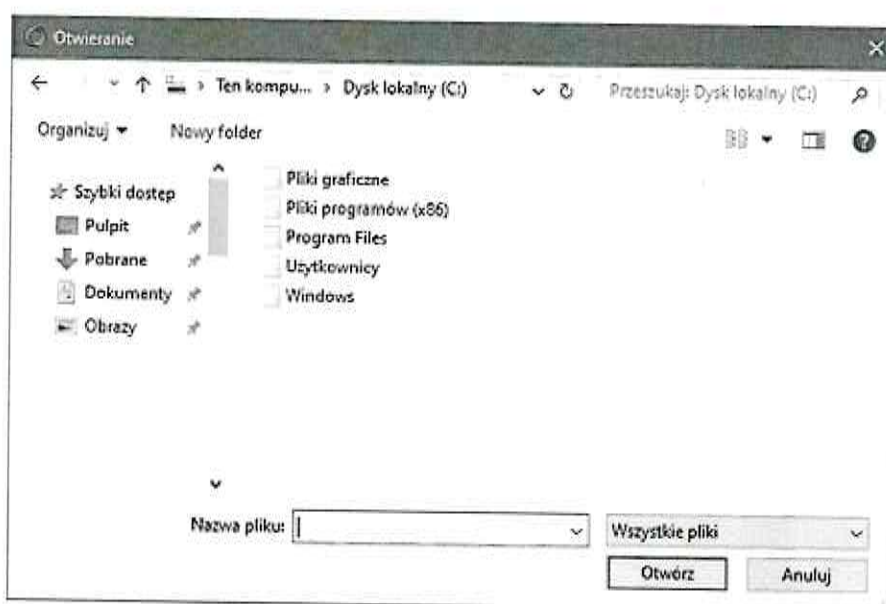 Otwieranie
Ten kompu... > Dysk lokalny (C:)
Przeszukaj: Dysk lokalny (C:)
Organizuj
Nowy folder
Szybki dostęp
Pulpit
Pobrane
Dokumenty
Obrazy
Pliki graficzne
Pliki programów (x86)
Program Files
Użytkownicy
Windows
Nazwa pliku:
Wszystkie pliki
Otwórz
Anuluj